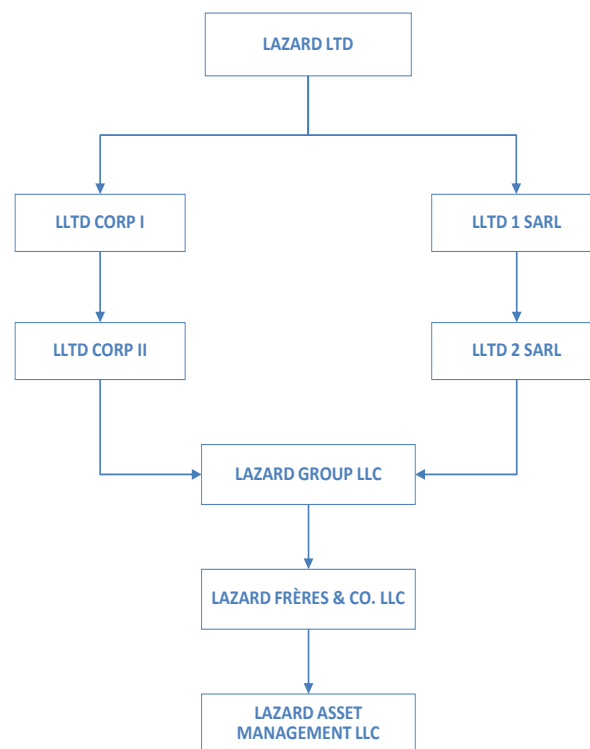 LAZARD LTD
LLTD CORP I
LLTD 1 SARL
LLTD CORP II
LLTD 2 SARL
LAZARD GROUP LLC
LAZARD FRÈRES & CO. LLC
LAZARD ASSET
MANAGEMENT LLC